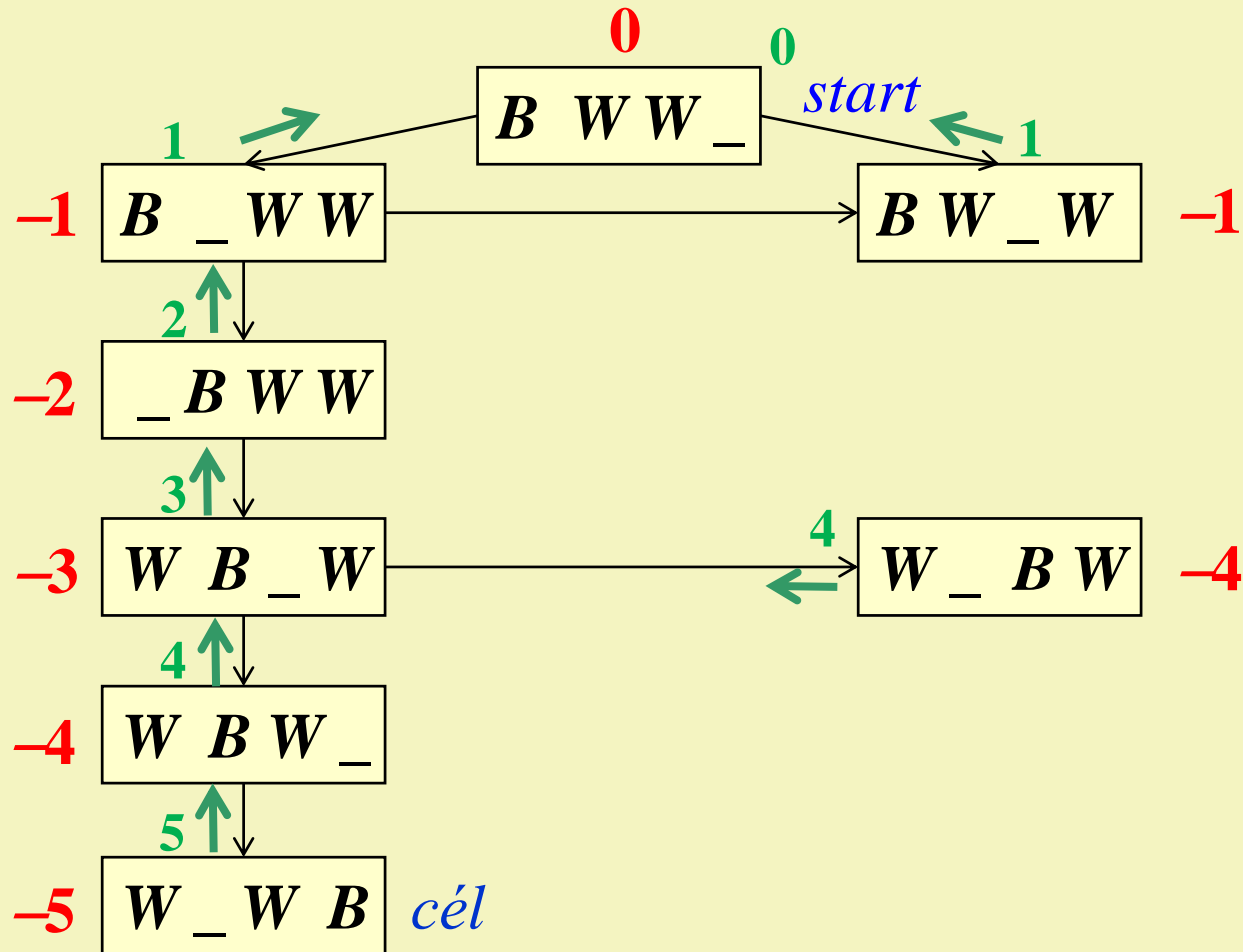 0
0
B W W _ start
1 1
–1 B _ W W B W _ W –1
2
–2 _ B W W
3 4
–3 W B _ W W _ B W –4
4
–4 W B W _
5
–5 W _ W B cél